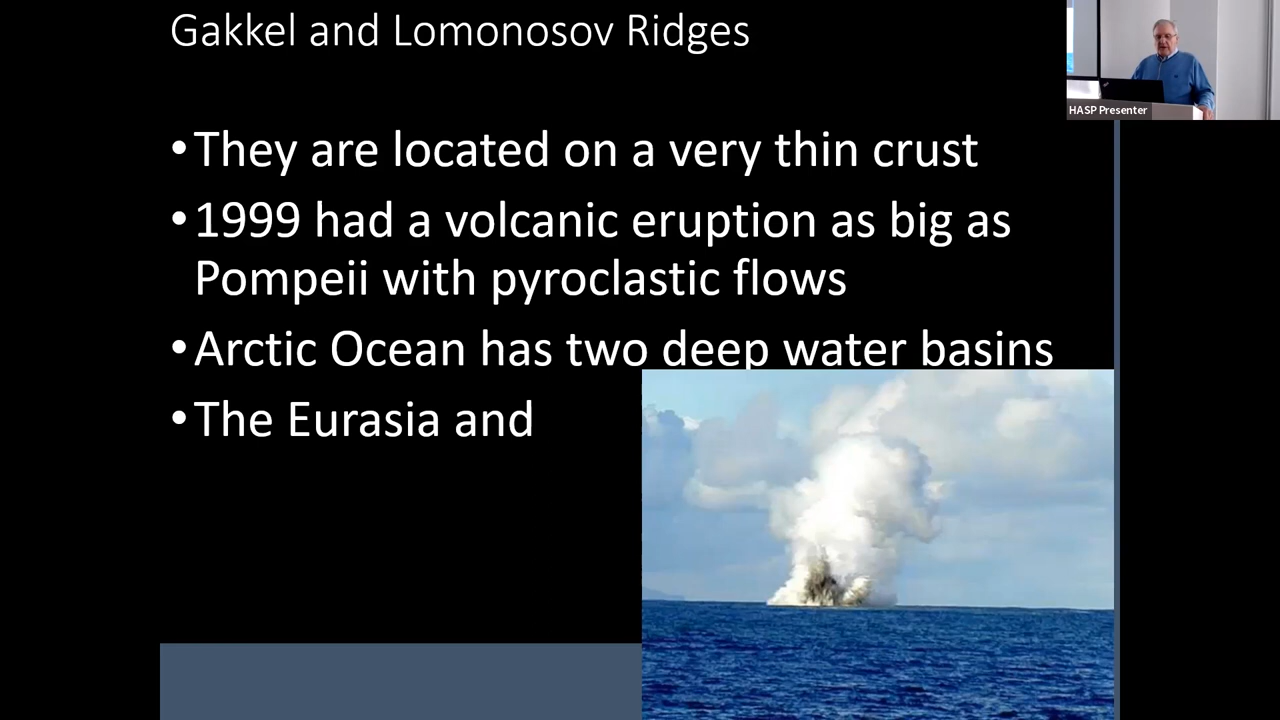 Gakkel and Lomonosov Ridges
HASP Presenter
•They are located on a very thin crust
•1999 had a volcanic eruption as big as
Pompeii with pyroclastic flows
•Arctic Ocean has two deep water basins
•The Eurasia and